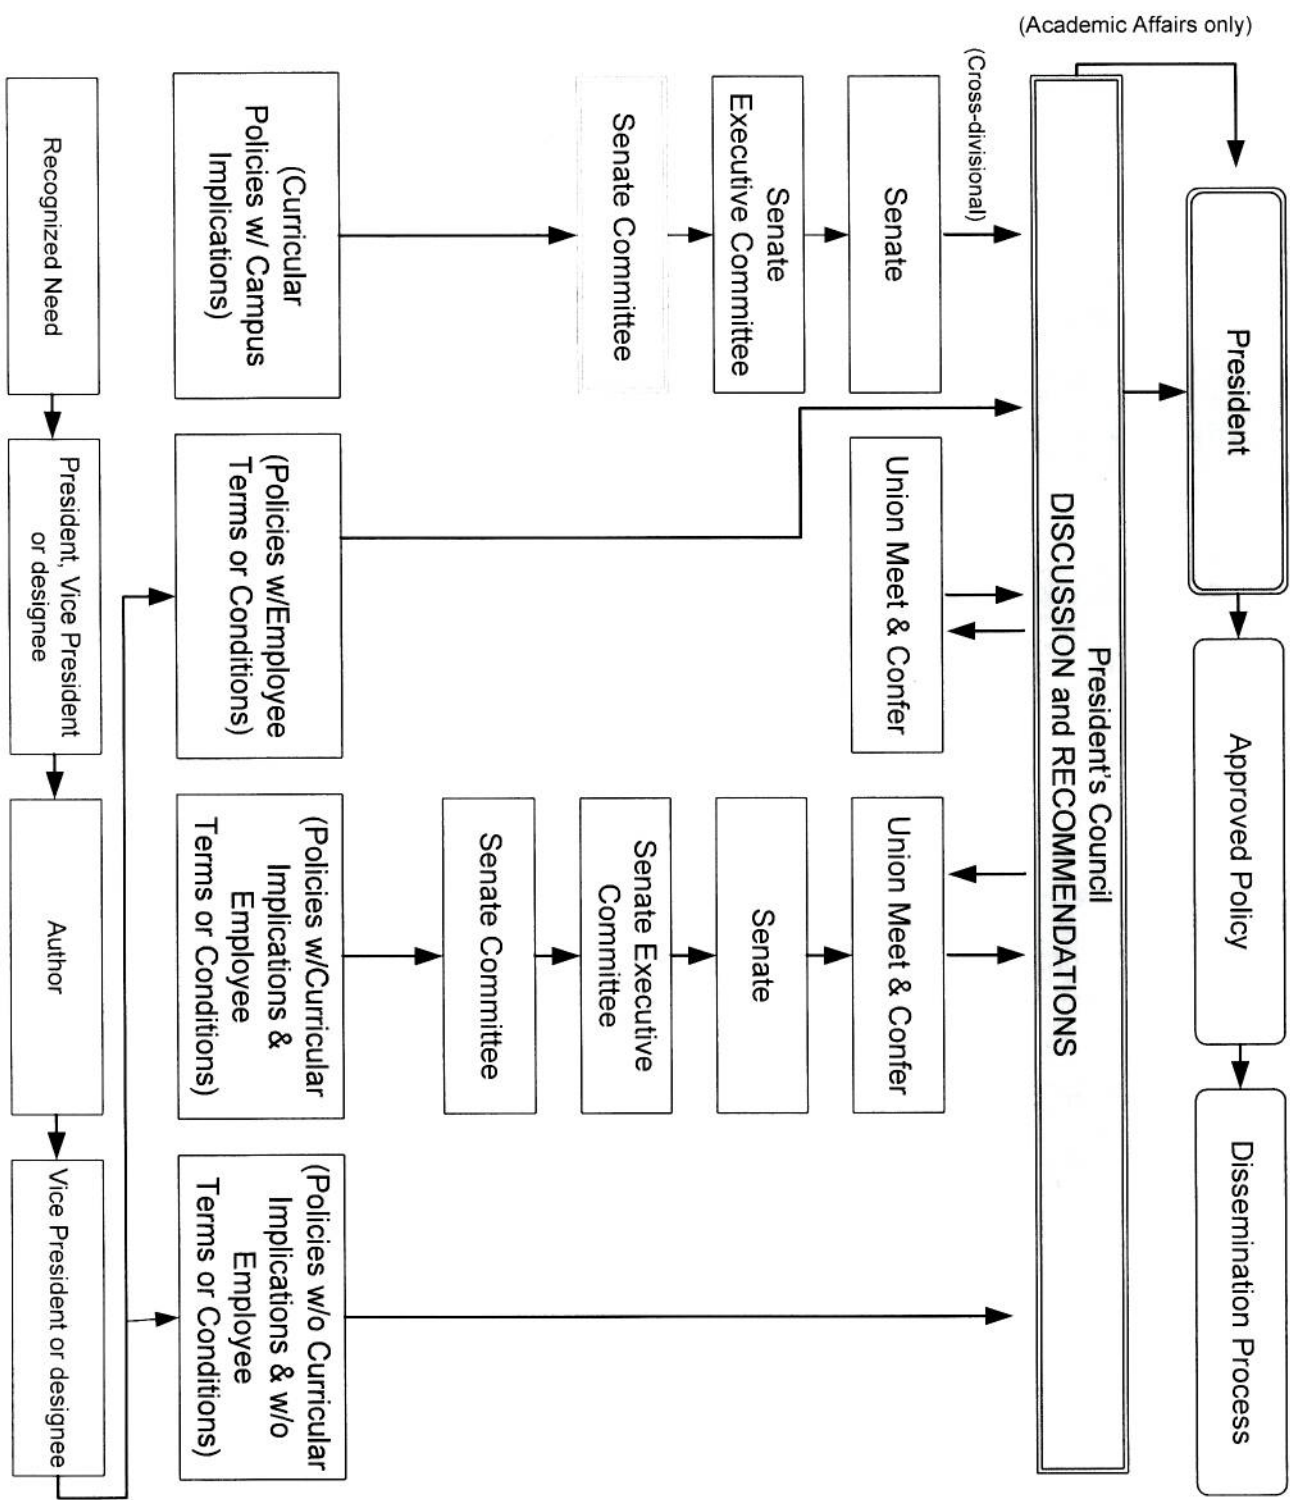 (Academic Affairs only)
Recognized Need
President, Vice President
or designee
Author
Vice President or designee
(Curricular
Policies w/ Campus
Implications)
(Policies w/Employee
Terms or Conditions)
(Policies w/Curricular
Implications &
Employee
Terms or Conditions)
(Policies w/o Curricular
Implications & w/o
Employee
Terms or Conditions)
Senate Committee
Senate
Executive Committee
Senate
(Cross-divisional)
Union Meet & Confer
Senate Committee
Senate Executive
Committee
Senate
Union Meet & Confer
President's Council
DISCUSSION and RECOMMENDATIONS
President
Approved Policy
Dissemination Process